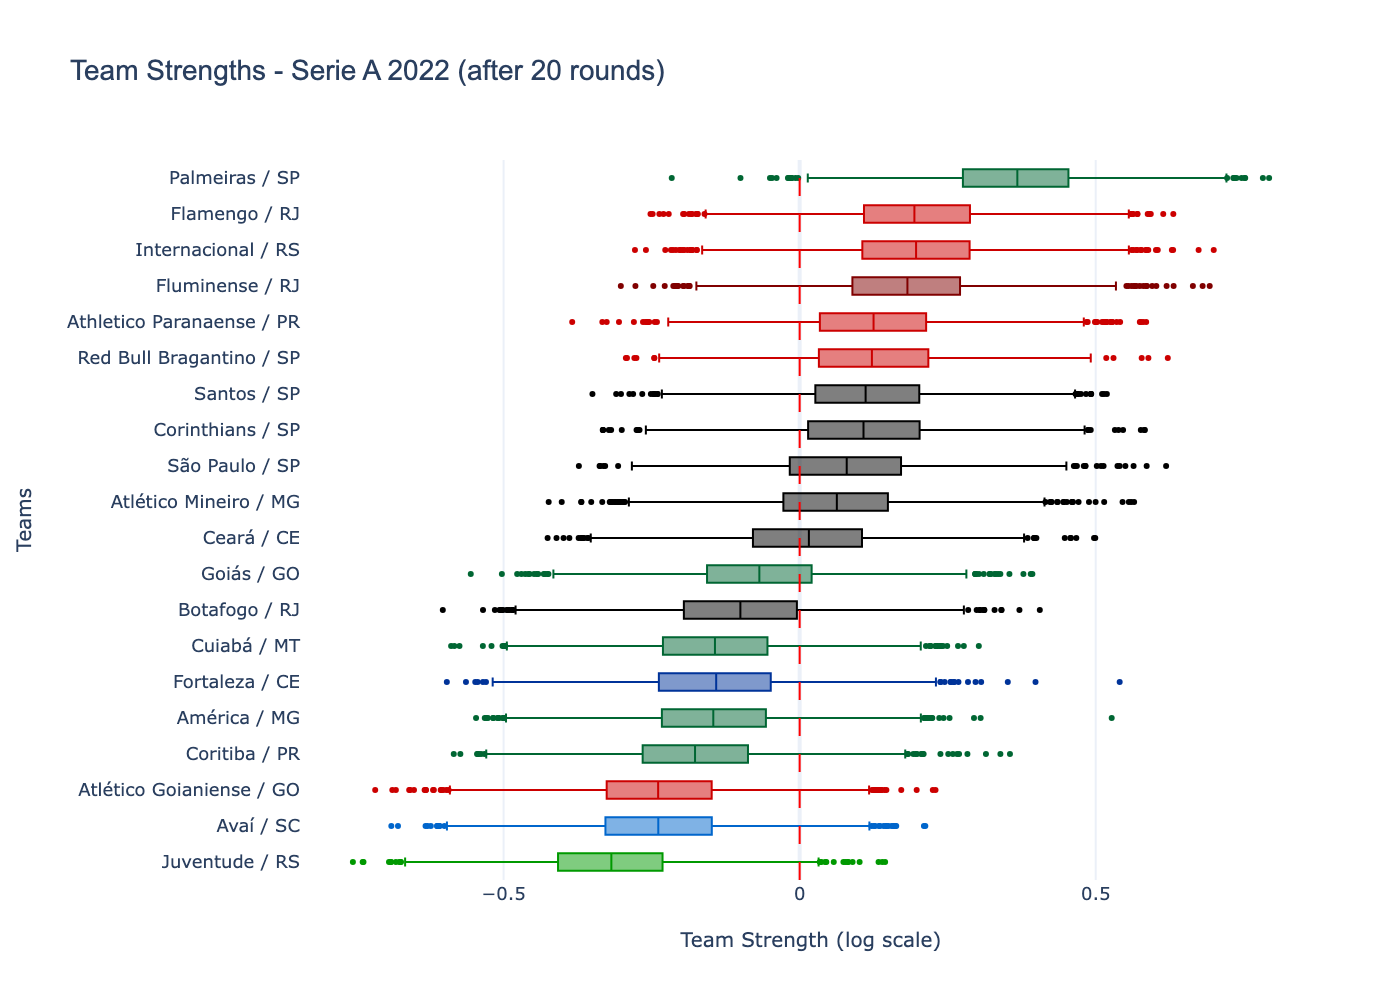 Team Strengths - Serie A 2022 (after 20 rounds)
Palmeiras / SP
Flamengo / RJ
Internacional / RS
Fluminense / RJ
Athletico Paranaense / PR
Red Bull Bragantino / SP
Santos / SP
Corinthians / SP
São Paulo / SP
Atlético Mineiro / MG
Ceará / CE
Goiás / GO
Botafogo / RJ
Cuiabá / MT
Fortaleza / CE
América / MG
Coritiba / PR
Atlético Goianiense / GO
Avaí / SC
Juventude / RS
Teams
−0.5
0
0.5
Team Strength (log scale)